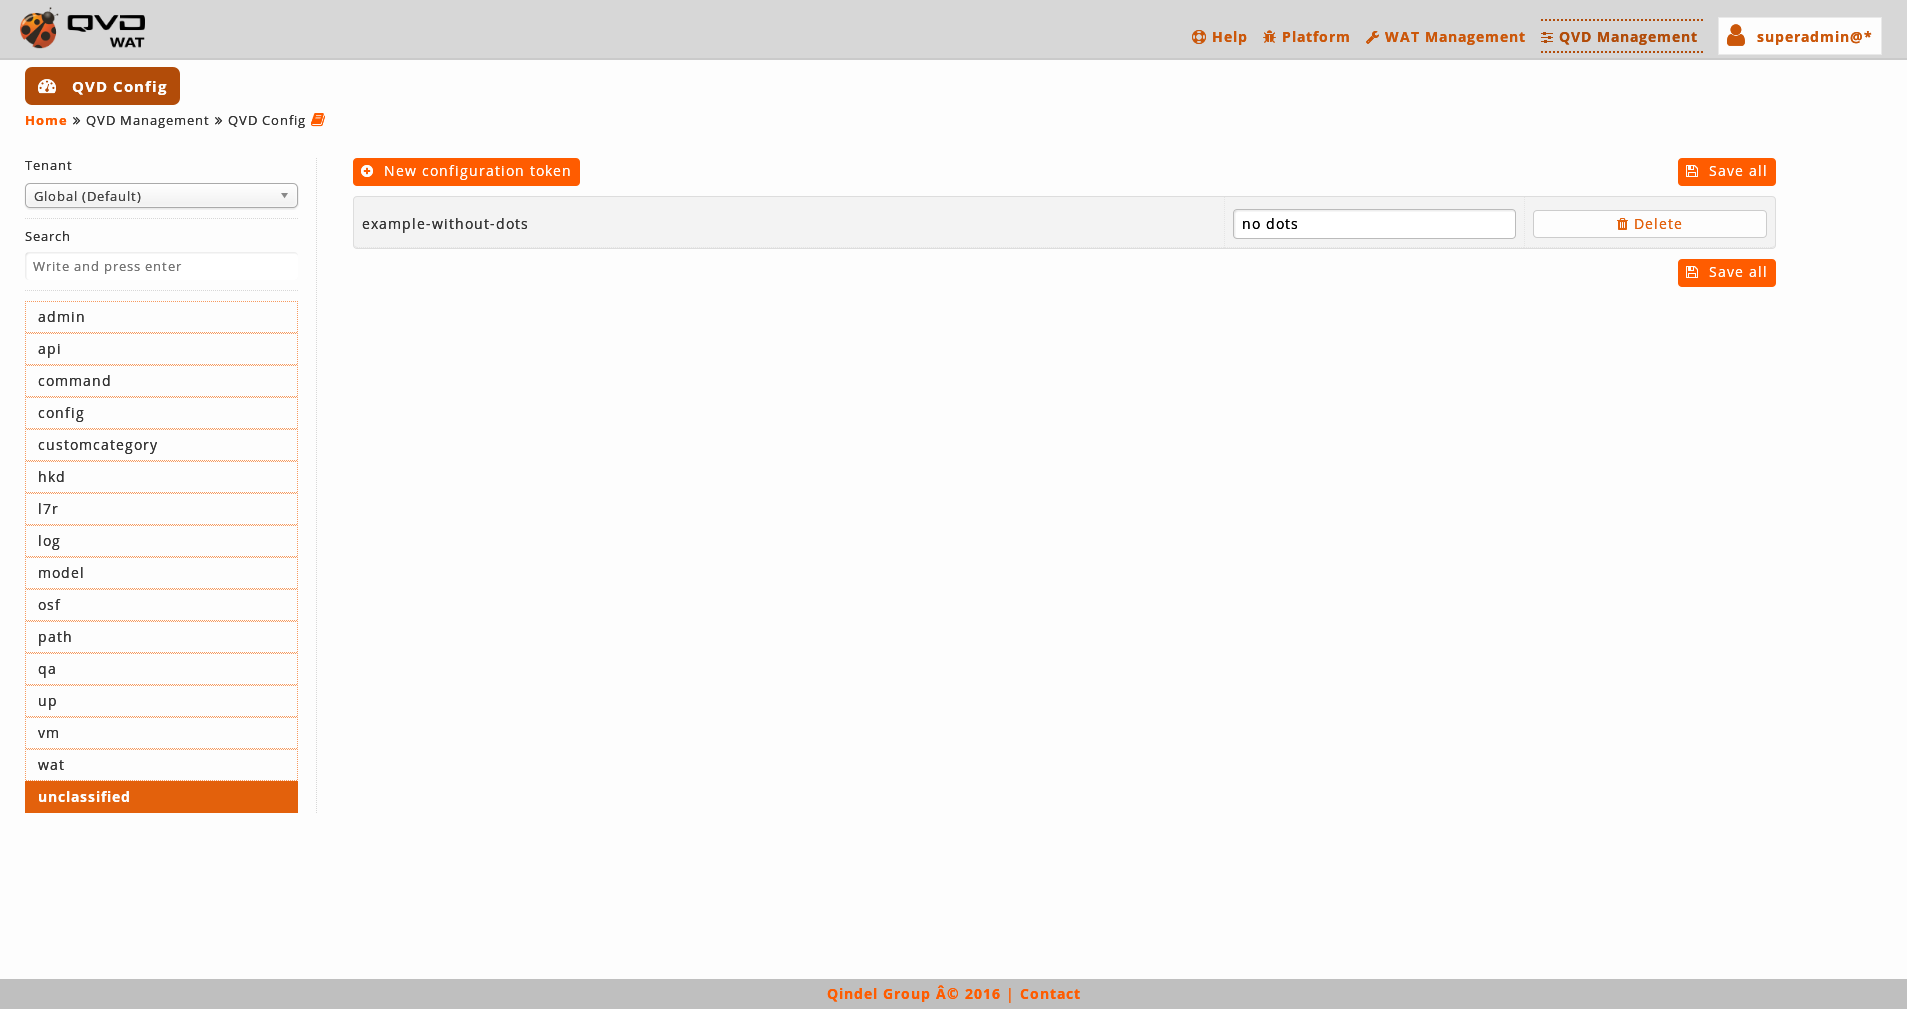 QVD
WAT
Help Platform WAT Management QVD Management superadmin@*
QVD Config
Home » QVD Management » QVD Config
Tenant
Global (Default)
Search
Write and press enter
admin
api
command
config
customcategory
hkd
l7r
log
model
osf
path
qa
up
vm
wat
unclassified
New configuration token
Save all
example-without-dots no dots Delete
Save all
Qindel Group Â© 2016 | Contact